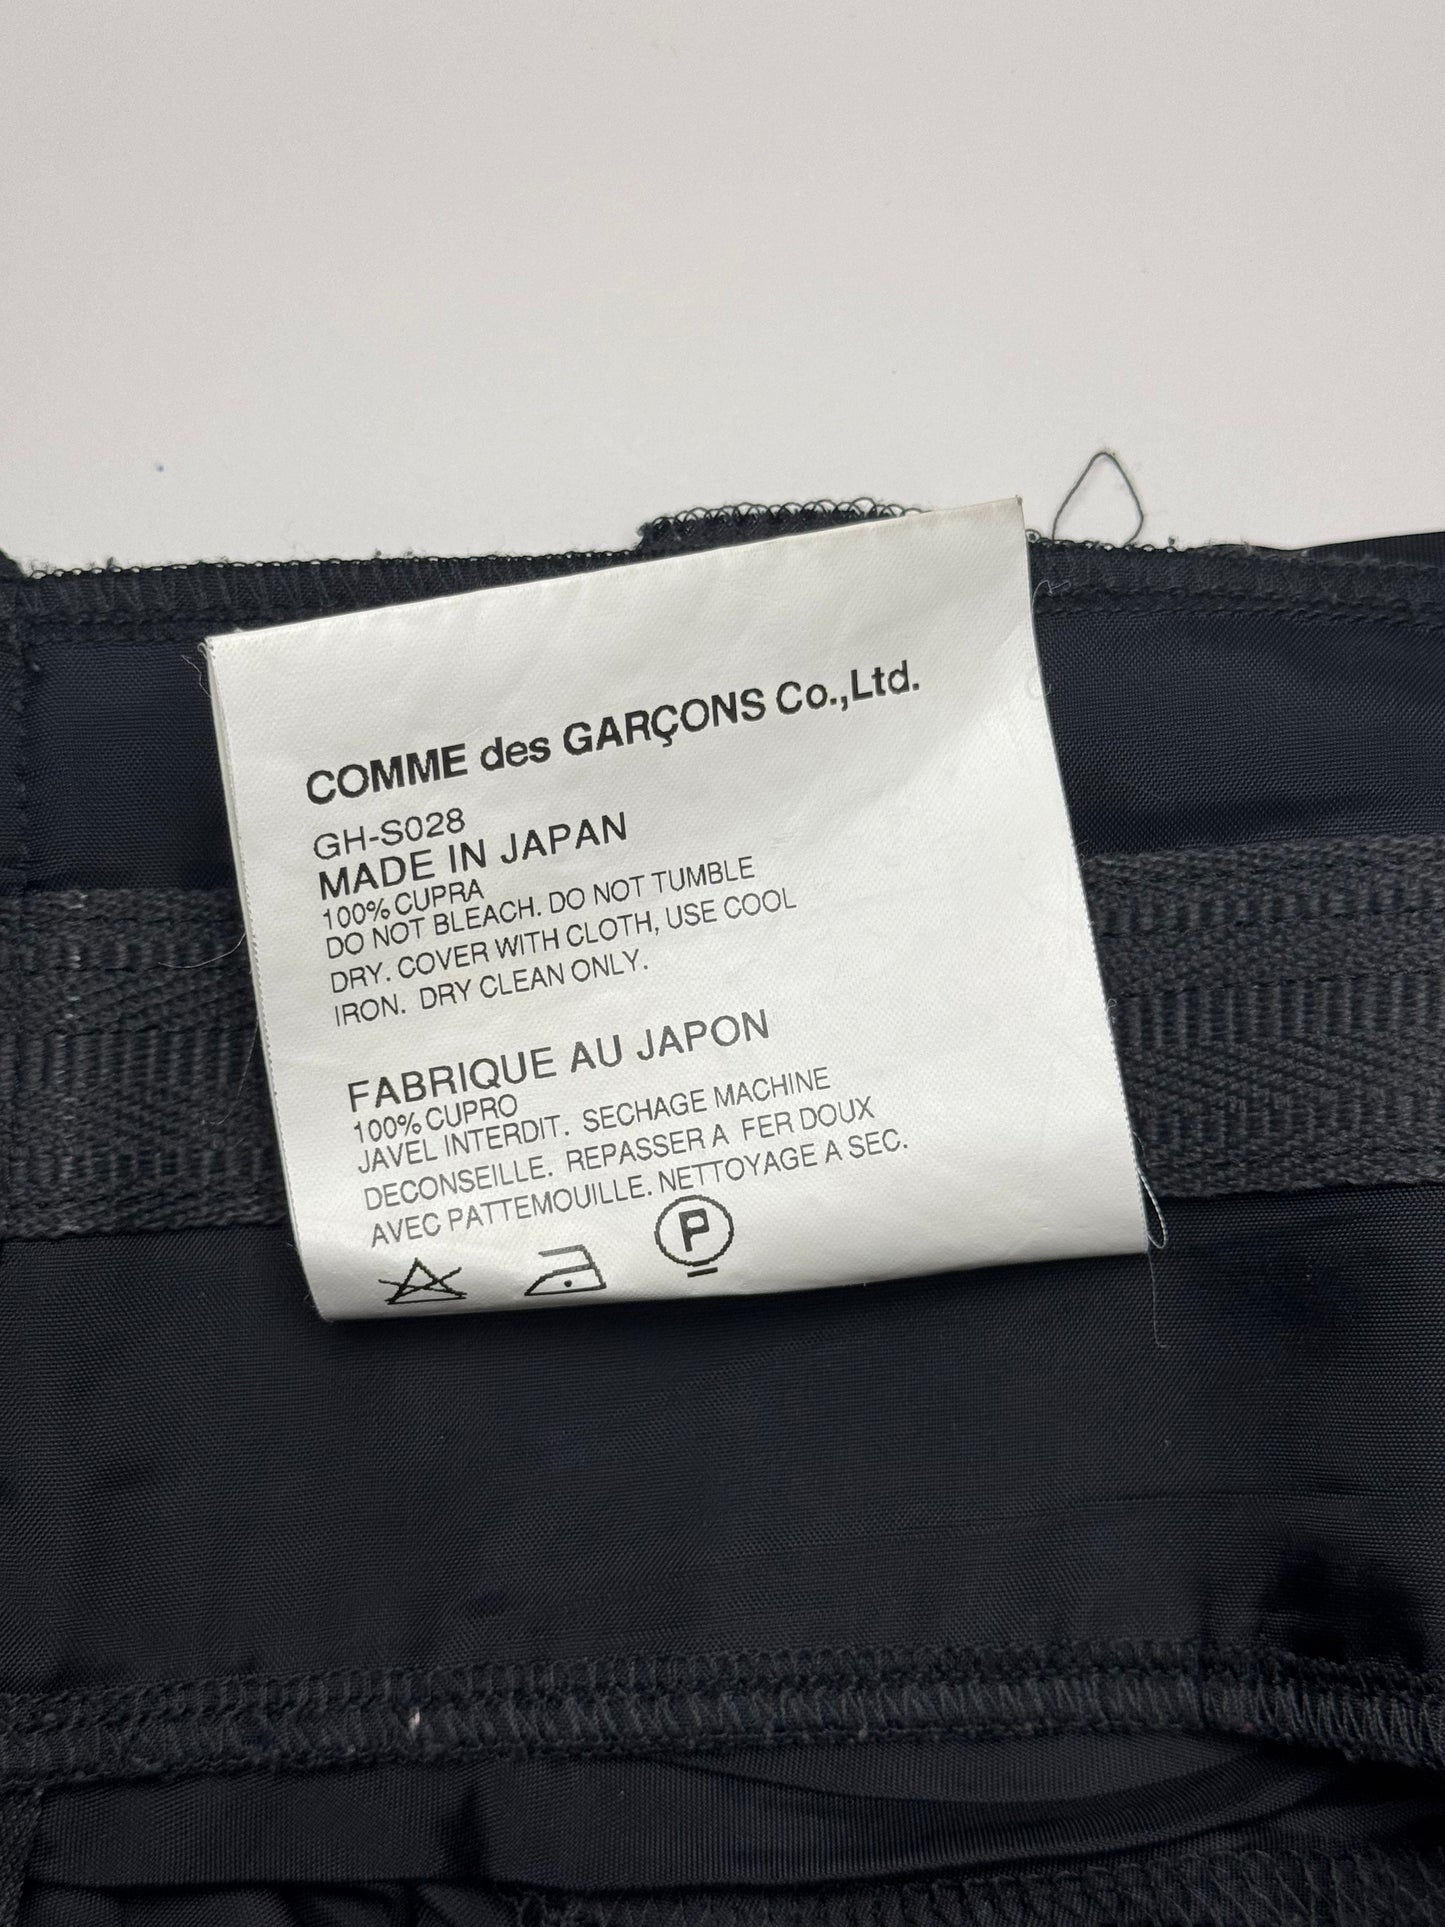 COMME des GARÇONS Co.,Ltd.
GH-S028
MADE IN JAPAN
100% CUPRA
DO NOT BLEACH. DO NOT TUMBLE
DRY. COVER WITH CLOTH, USE COOL
IRON. DRY CLEAN ONLY.
FABRIQUE AU JAPON
100% CUPRO
JAVEL INTERDIT. SECHAGE MACHINE
DECONSEILLE. REPASSER A FER DOUX
AVEC PATTEMOUILLE. NETTOYAGE A SEC.
P